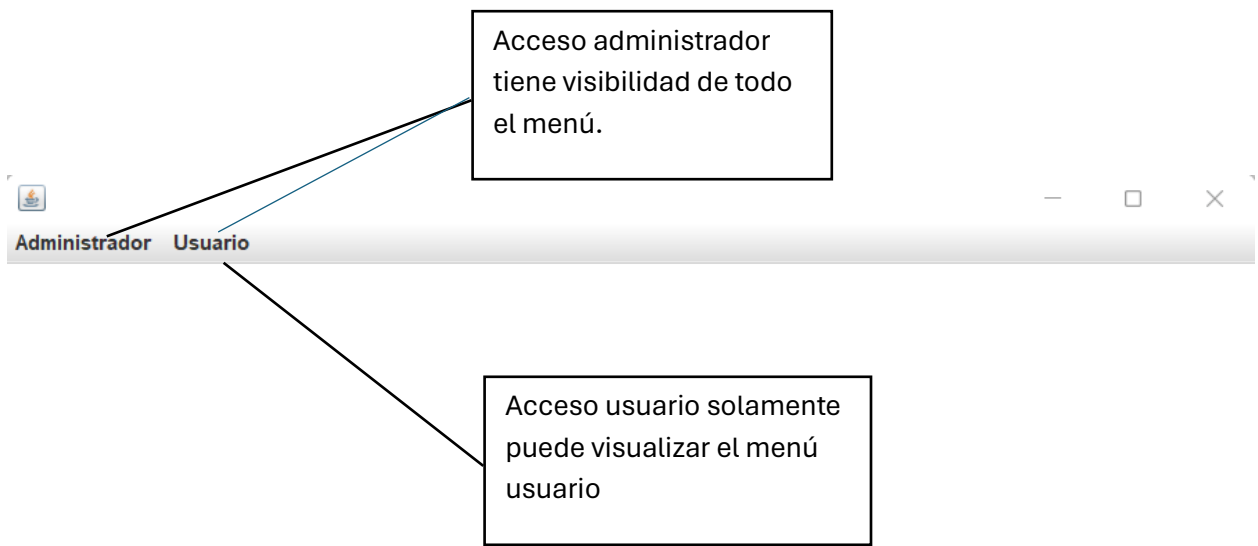 Acceso administrador
tiene visibilidad de todo
el menú.
Administrador Usuario
Acceso usuario solamente
puede visualizar el menú
usuario